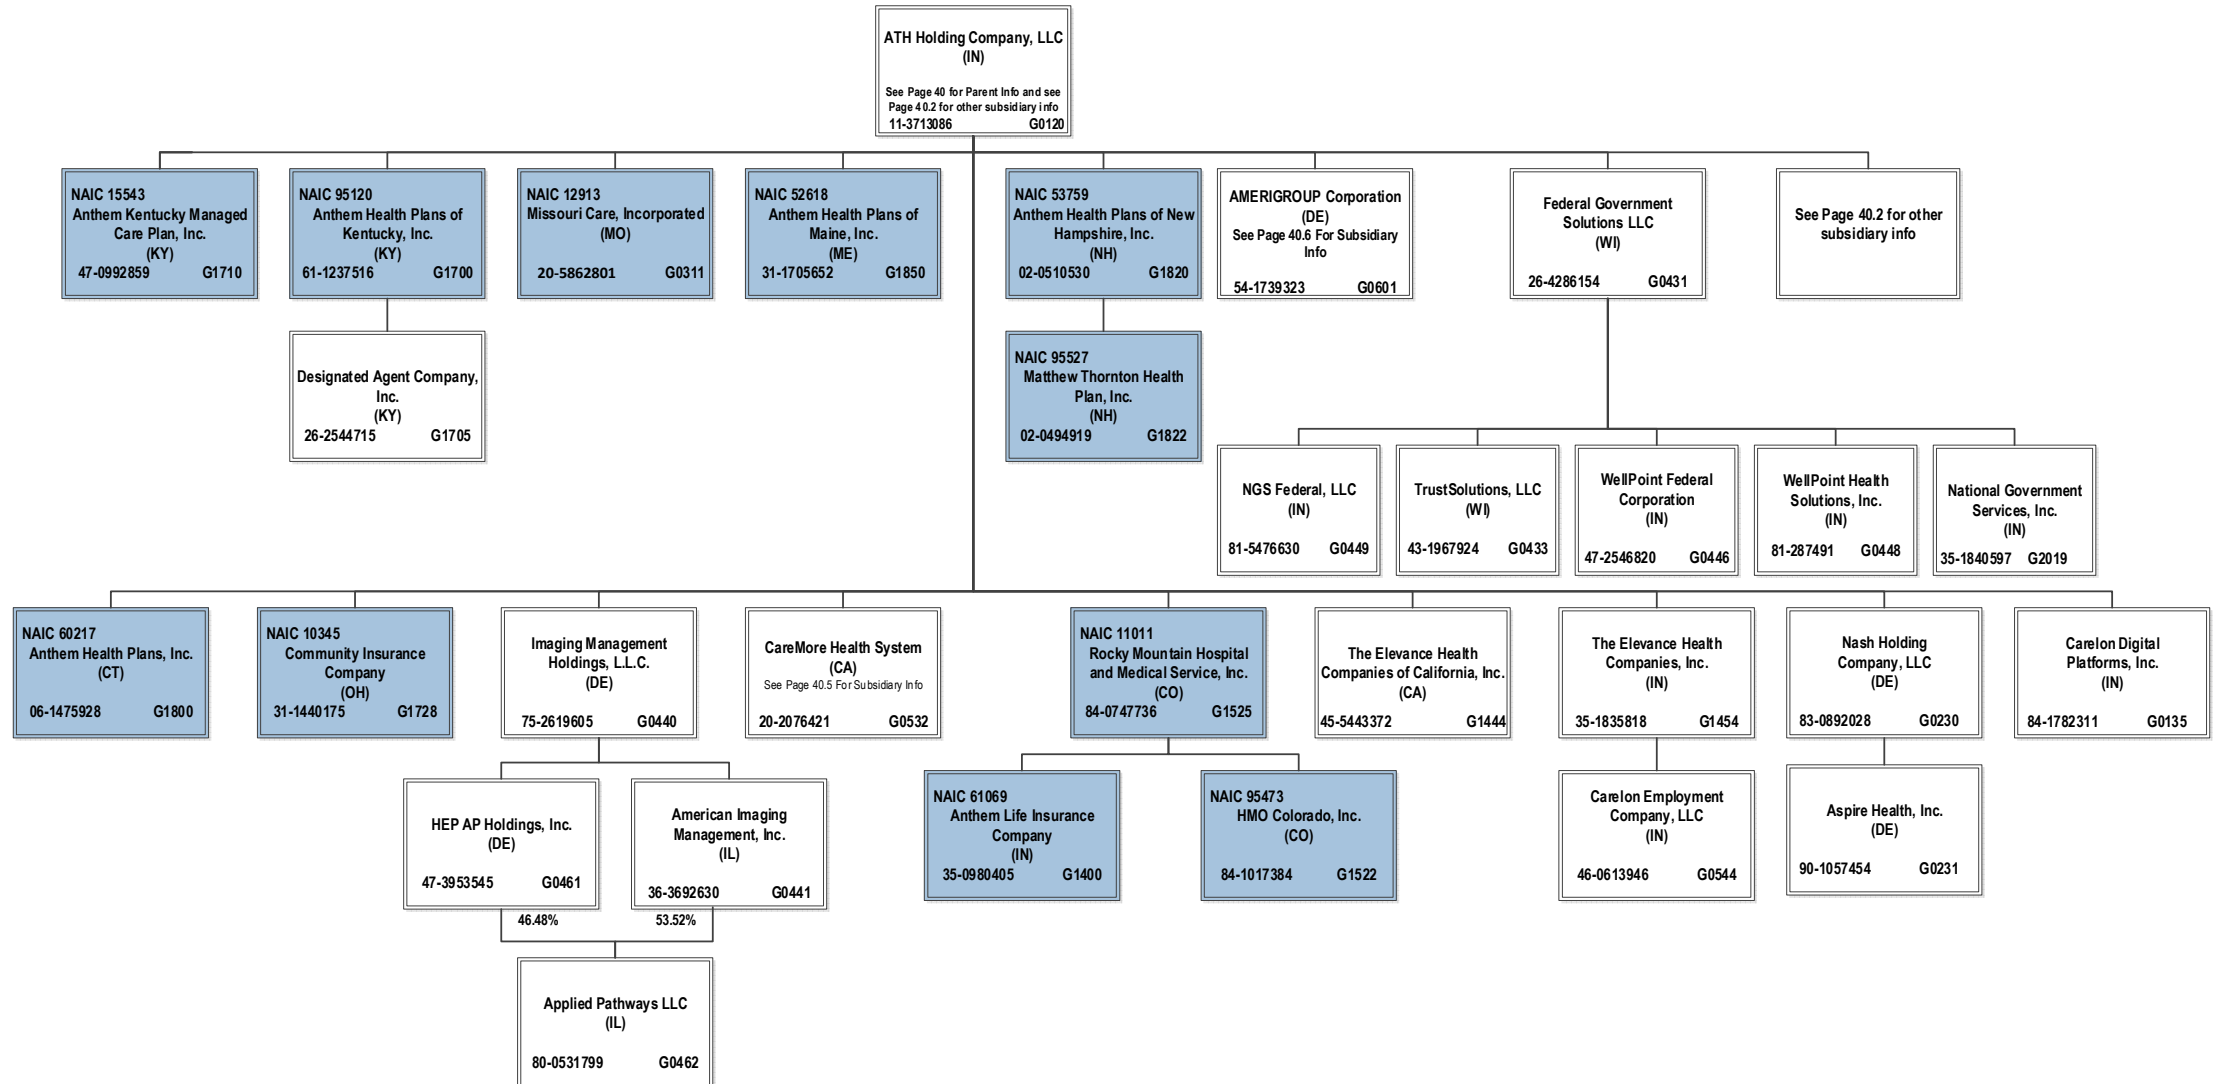 ATH Holding Company, LLC
(IN)
See Page 40 for Parent Info and see
Page 40.2 for other subsidiary info
11-3713086 G0120
NAIC 15543
Anthem Kentucky Managed
Care Plan, Inc.
(KY)
47-0992859 G1710
NAIC 95120
Anthem Health Plans of
Kentucky, Inc.
(KY)
61-1237516 G1700
NAIC 12913
Missouri Care, Incorporated
(MO)
20-5862801 G0311
NAIC 52618
Anthem Health Plans of
Maine, Inc.
(ME)
31-1705652 G1850
NAIC 53759
Anthem Health Plans of New
Hampshire, Inc.
(NH)
02-0510530 G1820
AMERIGROUP Corporation
(DE)
See Page 40.6 For Subsidiary
Info
54-1739323 G0601
Federal Government
Solutions LLC
(WI)
26-4286154 G0431
See Page 40.2 for other
subsidiary info
Designated Agent Company,
Inc.
(KY)
26-2544715 G1705
NAIC 95527
Matthew Thornton Health
Plan, Inc.
(NH)
02-0494919 G1822
NGS Federal, LLC
(IN)
81-5476630 G0449
TrustSolutions, LLC
(WI)
43-1967924 G0433
WellPoint Federal
Corporation
(IN)
47-2546820 G0446
WellPoint Health
Solutions, Inc.
(IN)
81-287491 G0448
National Government
Services, Inc.
(IN)
35-1840597 G2019
NAIC 60217
Anthem Health Plans, Inc.
(CT)
06-1475928 G1800
NAIC 10345
Community Insurance
Company
(OH)
31-1440175 G1728
Imaging Management
Holdings, L.L.C.
(DE)
75-2619605 G0440
CareMore Health System
(CA)
See Page 40.5 For Subsidiary Info
20-2076421 G0532
NAIC 11011
Rocky Mountain Hospital
and Medical Service, Inc.
(CO)
84-0747736 G1525
The Elevance Health
Companies of California, Inc.
(CA)
45-5443372 G1444
The Elevance Health
Companies, Inc.
(IN)
35-1835818 G1454
Nash Holding
Company, LLC
(DE)
83-0892028 G0230
Carelon Digital
Platforms, Inc.
(IN)
84-1782311 G0135
HEP AP Holdings, Inc.
(DE)
47-3953545 G0461
American Imaging
Management, Inc.
(IL)
36-3692630 G0441
NAIC 61069
Anthem Life Insurance
Company
(IN)
35-0980405 G1400
NAIC 95473
HMO Colorado, Inc.
(CO)
84-1017384 G1522
Carelon Employment
Company, LLC
(IN)
46-0613946 G0544
Aspire Health, Inc.
(DE)
90-1057454 G0231
46.48% 53.52%
Applied Pathways LLC
(IL)
80-0531799 G0462